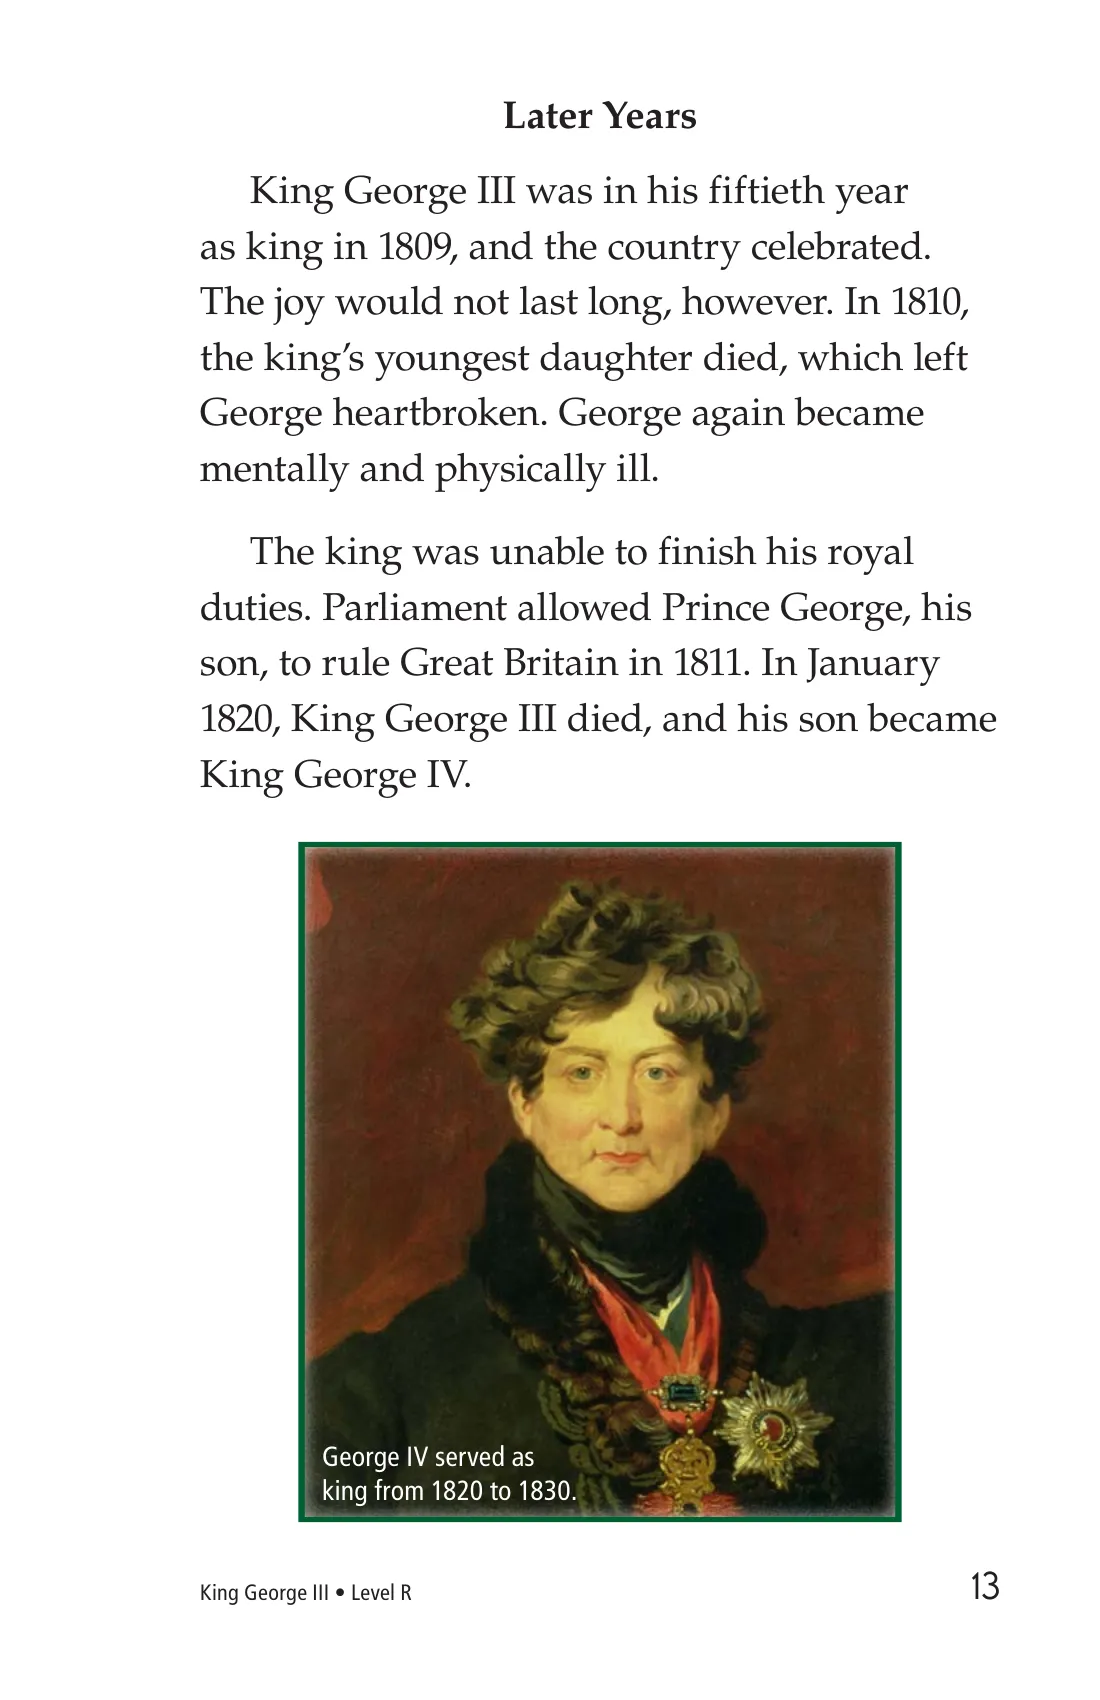 Later Years
King George III was in his fiftieth year
as king in 1809, and the country celebrated.
The joy would not last long, however. In 1810,
the king’s youngest daughter died, which left
George heartbroken. George again became
mentally and physically ill.
The king was unable to finish his royal
duties. Parliament allowed Prince George, his
son, to rule Great Britain in 1811. In January
1820, King George III died, and his son became
King George IV.
George IV served as
king from 1820 to 1830.
King George III • Level R
13